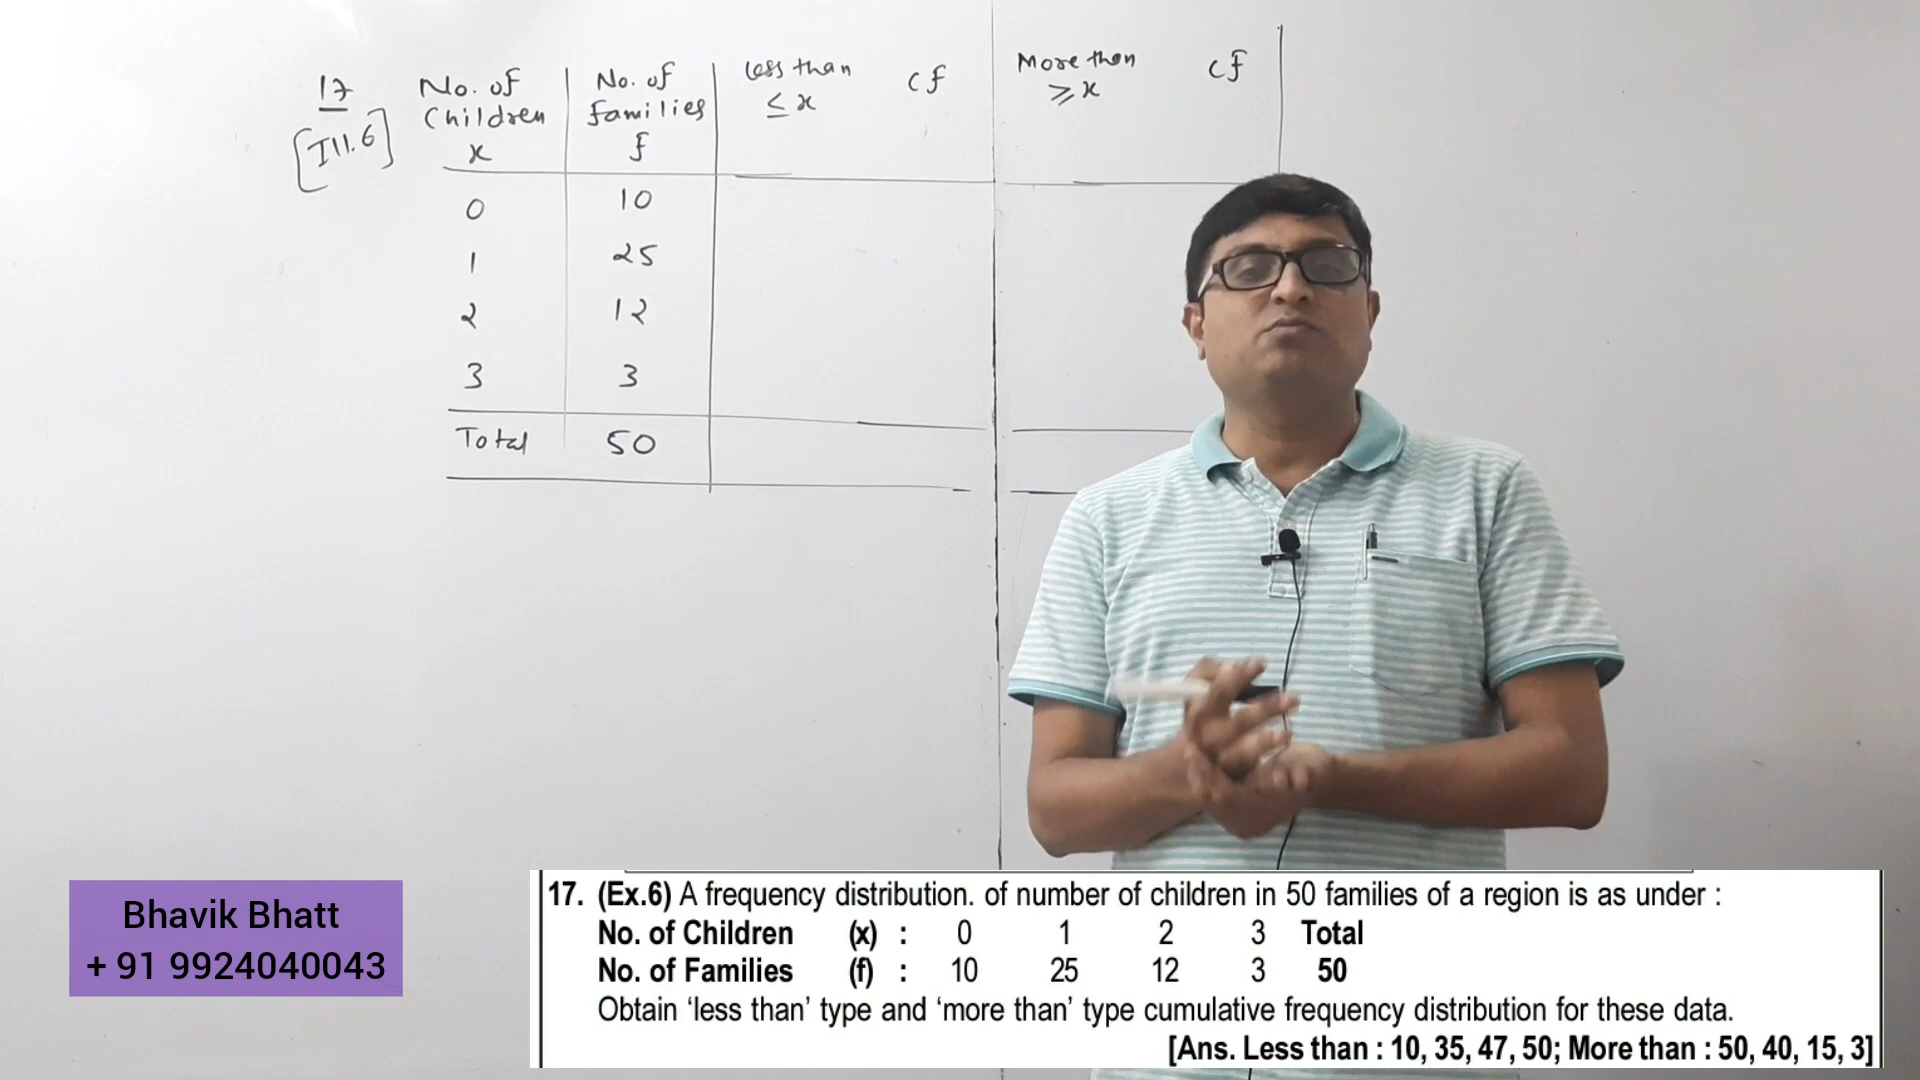 17
[Ill.6]
No. of Children x | No. of families f | Less than ≤ x | cf | More than ≥ x | cf
0 | 10
1 | 25
2 | 12
3 | 3
Total | 50
Bhavik Bhatt
+ 91 9924040043
17. (Ex.6) A frequency distribution. of number of children in 50 families of a region is as under :
No. of Children (x) : 0 1 2 3 Total
No. of Families (f) : 10 25 12 3 50
Obtain ‘less than’ type and ‘more than’ type cumulative frequency distribution for these data.
[Ans. Less than : 10, 35, 47, 50; More than : 50, 40, 15, 3]